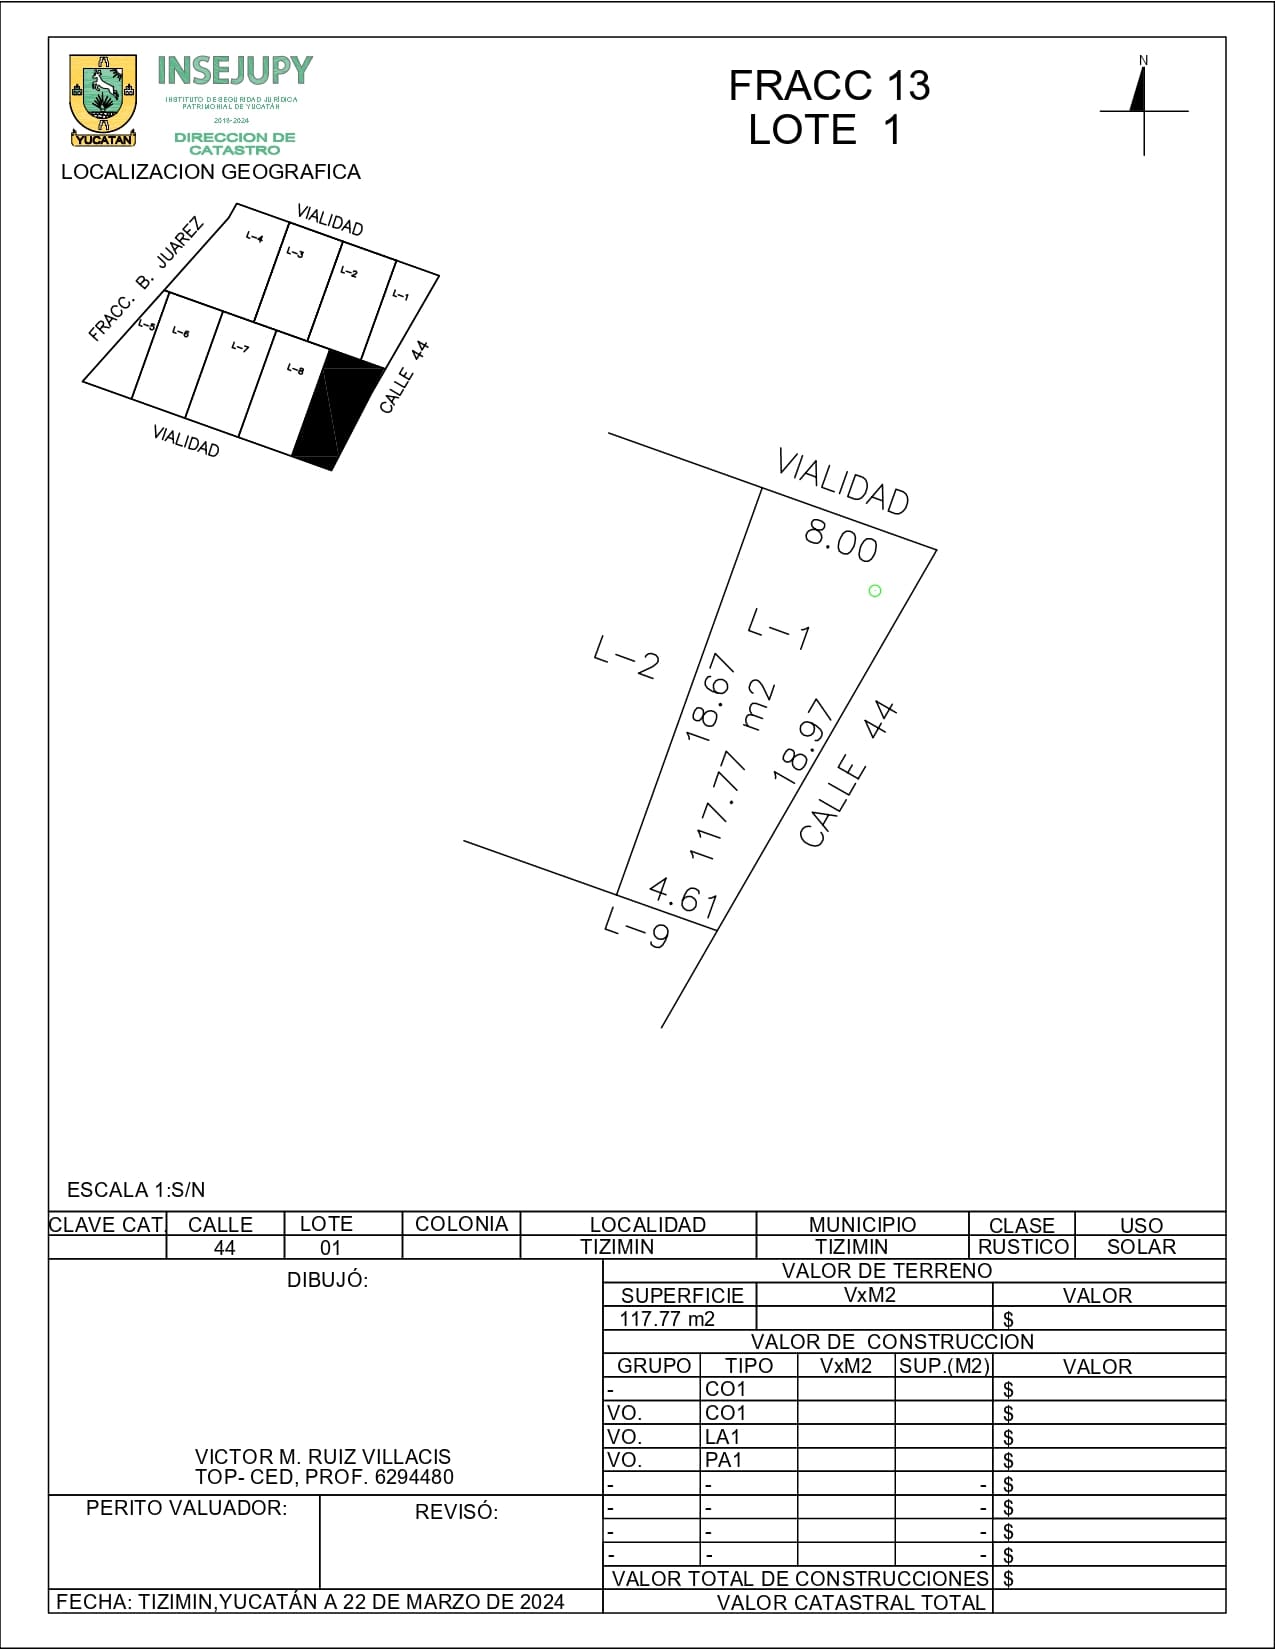 INSEJUPY
INSTITUTO DE SEGURIDAD JURÍDICA
PATRIMONIAL DE YUCATÁN
2018-2024
DIRECCION DE
CATASTRO
YUCATAN
FRACC 13
LOTE 1
N
LOCALIZACION GEOGRAFICA
VIALIDAD
FRACC. B. JUAREZ
L-4
L-3
L-2
L-1
L-5
L-6
L-7
L-8
CALLE 44
VIALIDAD
VIALIDAD
8.00
L-1
L-2
18.67
117.77 m2
18.97
CALLE 44
4.61
L-9
ESCALA 1:S/N
CLAVE CAT. CALLE LOTE COLONIA LOCALIDAD MUNICIPIO CLASE USO
44 01 TIZIMIN TIZIMIN RUSTICO SOLAR
DIBUJÓ:
VICTOR M. RUIZ VILLACIS
TOP- CED, PROF. 6294480
PERITO VALUADOR: REVISÓ:
FECHA: TIZIMIN,YUCATÁN A 22 DE MARZO DE 2024
VALOR DE TERRENO
SUPERFICIE VxM2 VALOR
117.77 m2 $
VALOR DE CONSTRUCCION
GRUPO TIPO VxM2 SUP.(M2) VALOR
- CO1 $
VO. CO1 $
VO. LA1 $
VO. PA1 $
- - - $
- - - $
- - - $
- - - $
VALOR TOTAL DE CONSTRUCCIONES $
VALOR CATASTRAL TOTAL